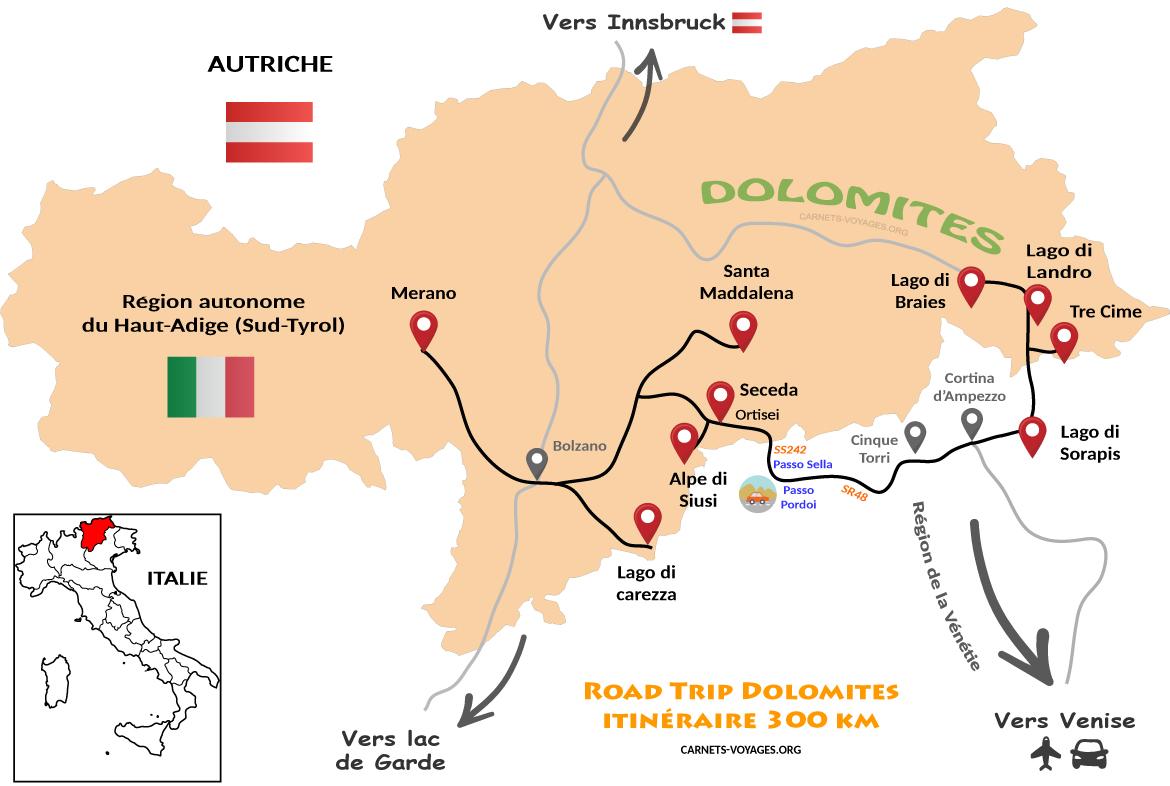 Vers Innsbruck
AUTRICHE
DOLOMITES
CARNETS-VOYAGES.ORG
Lago di
Landro
Santa
Maddalena
Lago di
Braies
Merano
Région autonome
du Haut-Adige (Sud-Tyrol)
Tre Cime
Cortina
d'Ampezzo
Seceda
Ortisei
Bolzano
Cinque
Torri
Lago di
Sorapis
SS242
Passo Sella
Alpe di
Siusi
Passo
Pordoi
SR48
Région de la Vénétie
Lago di
carezza
ITALIE
Road Trip Dolomites
itinéraire 300 km
CARNETS-VOYAGES.ORG
Vers lac
de Garde
Vers Venise